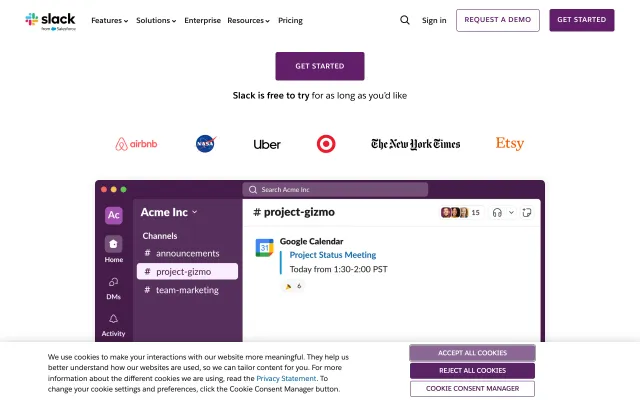 slack
from Salesforce
Features
Solutions
Enterprise
Resources
Pricing
Sign in
REQUEST A DEMO
GET STARTED
GET STARTED
Slack is free to try for as long as you'd like
airbnb
NASA
Uber
The New York Times
Etsy
Search Acme Inc
Ac
Acme Inc
# project-gizmo
15
Channels
# announcements
# project-gizmo
# team-marketing
Home
DMs
Activity
31
Google Calendar
Project Status Meeting
Today from 1:30-2:00 PST
6
We use cookies to make your interactions with our website more meaningful. They help us
better understand how our websites are used, so we can tailor content for you. For more
information about the different cookies we are using, read the Privacy Statement. To
change your cookie settings and preferences, click the Cookie Consent Manager button.
ACCEPT ALL COOKIES
REJECT ALL COOKIES
COOKIE CONSENT MANAGER